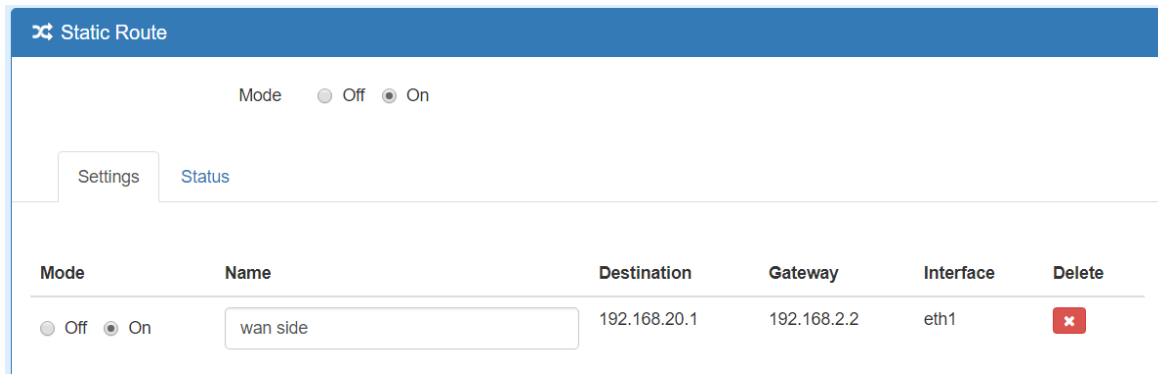 Static Route
Mode Off On
Settings Status
Mode Name Destination Gateway Interface Delete
Off On wan side 192.168.20.1 192.168.2.2 eth1